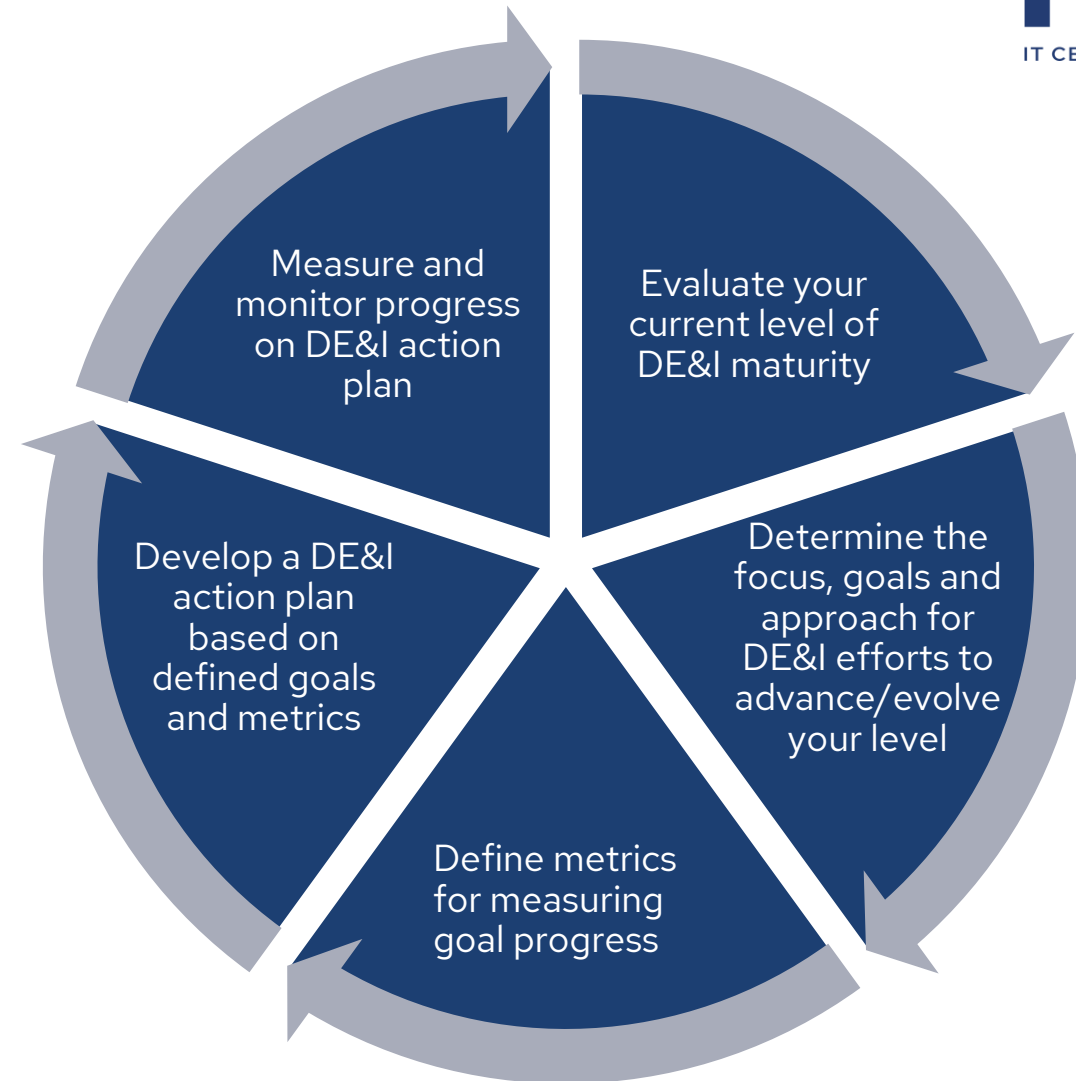 IT CE
Evaluate your
current level of
DE&I maturity
Determine the
focus, goals and
approach for
DE&I efforts to
advance/evolve
your level
Define metrics
for measuring
goal progress
Develop a DE&I
action plan
based on
defined goals
and metrics
Measure and
monitor progress
on DE&I action
plan